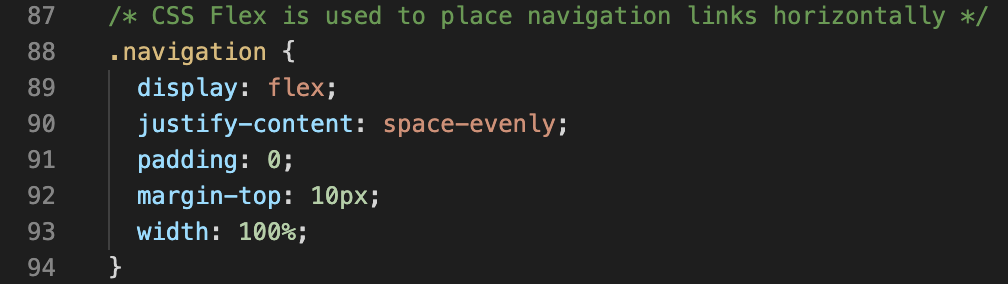 87 /* CSS Flex is used to place navigation links horizontally */
88 .navigation {
89 display: flex;
90 justify-content: space-evenly;
91 padding: 0;
92 margin-top: 10px;
93 width: 100%;
94 }